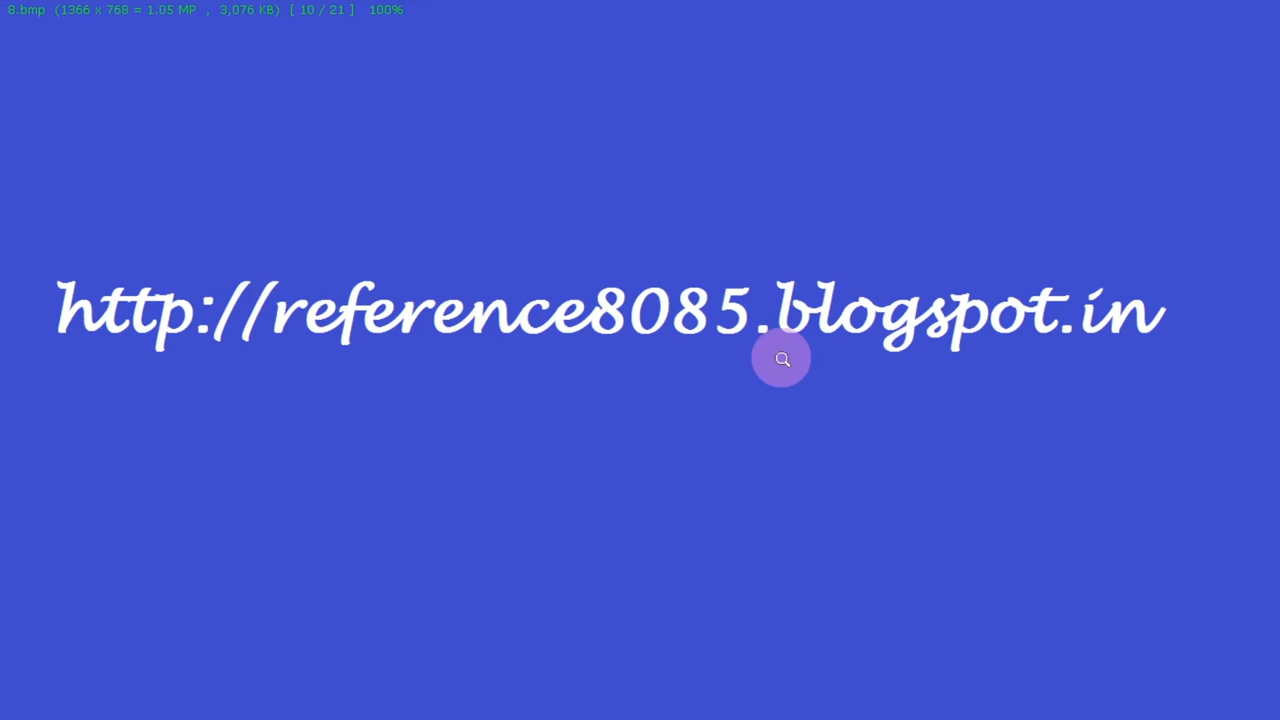 8.bmp (1366 x 768 = 1.05 MP , 3,076 KB) [ 10 / 21 ] 100%
http://reference8085.blogspot.in